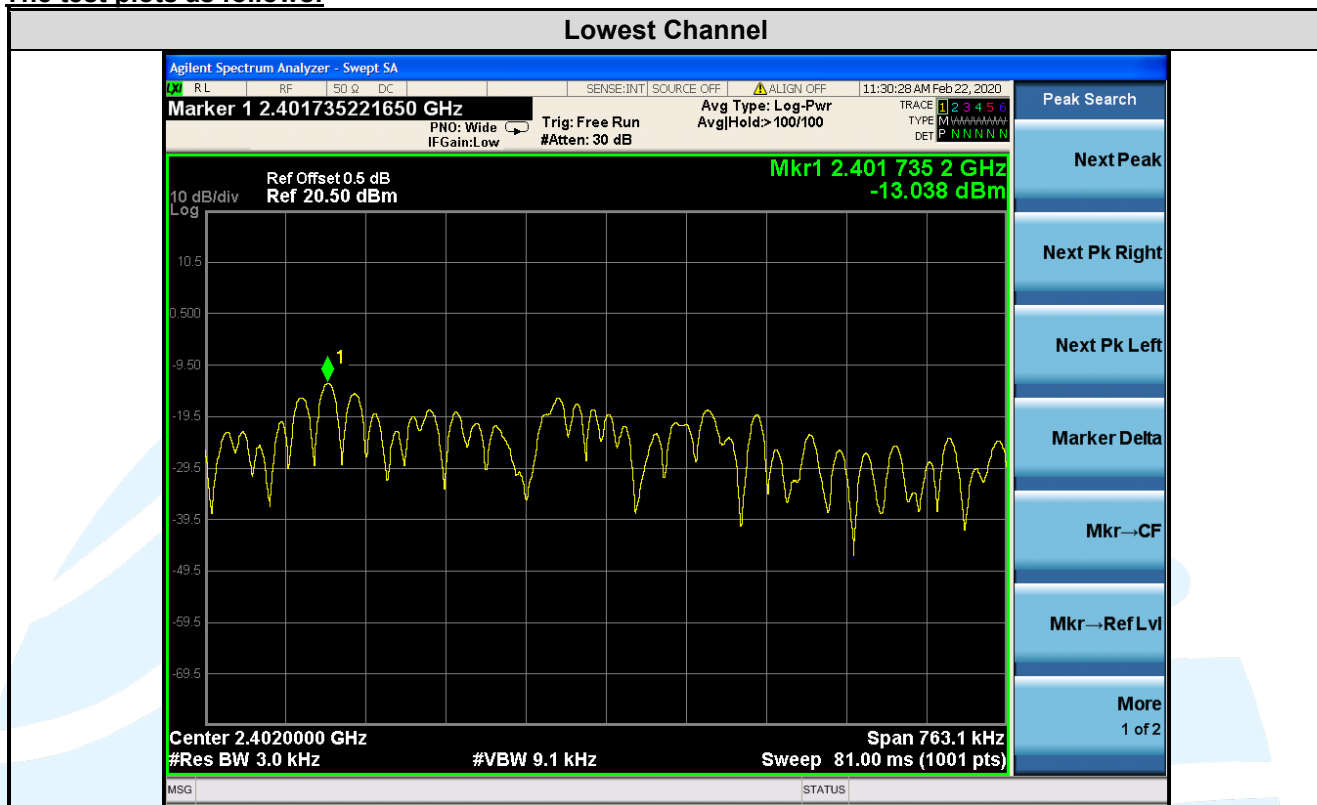 The test plots as follows:
Lowest Channel
Agilent Spectrum Analyzer - Swept SA
LXI RL RF 50 Ω DC SENSE:INT SOURCE OFF ALIGN OFF 11:30:28 AM Feb 22, 2020
Marker 1 2.401735221650 GHz
PNO: Wide
IFGain:Low
Trig: Free Run
#Atten: 30 dB
Avg Type: Log-Pwr
Avg|Hold:>100/100
TRACE 1 2 3 4 5 6
TYPE M
DET P N N N N N
Mkr1 2.401 735 2 GHz
-13.038 dBm
Ref Offset 0.5 dB
10 dB/div Ref 20.50 dBm
Log
10.5
0.500
-9.50
-19.5
-29.5
-39.5
-49.5
-59.5
-69.5
1
Center 2.4020000 GHz Span 763.1 kHz
#Res BW 3.0 kHz #VBW 9.1 kHz Sweep 81.00 ms (1001 pts)
MSG STATUS
Peak Search
Next Peak
Next Pk Right
Next Pk Left
Marker Delta
Mkr→CF
Mkr→Ref Lvl
More
1 of 2